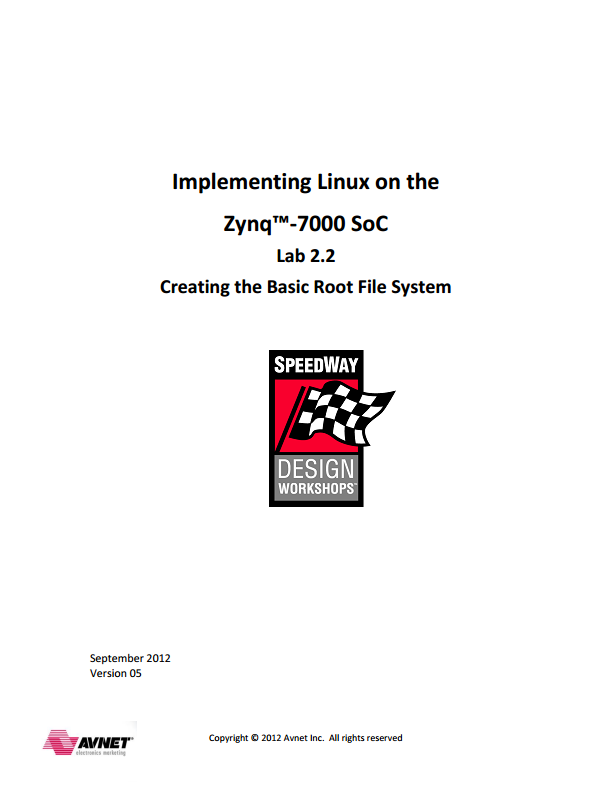 Implementing Linux on the
Zynq™-7000 SoC
Lab 2.2
Creating the Basic Root File System
SPEEDWAY
DESIGN
WORKSHOPS™
September 2012
Version 05
AVNET®
electronics marketing
Copyright © 2012 Avnet Inc. All rights reserved